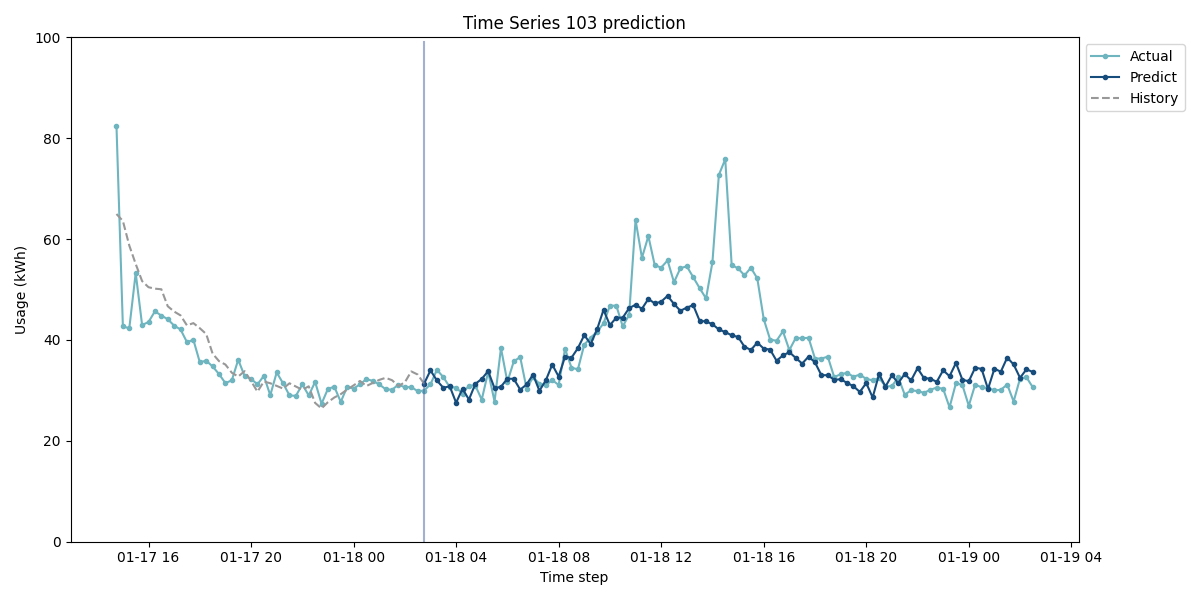 Time Series 103 prediction
100
80
60
40
20
0
Usage (kWh)
01-17 16
01-17 20
01-18 00
01-18 04
01-18 08
01-18 12
01-18 16
01-18 20
01-19 00
01-19 04
Time step
Actual
Predict
History